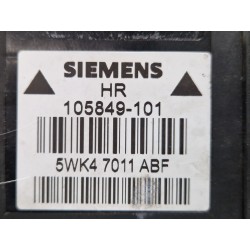 SIEMENS
HR
105849-101
5WK4 7011 ABF